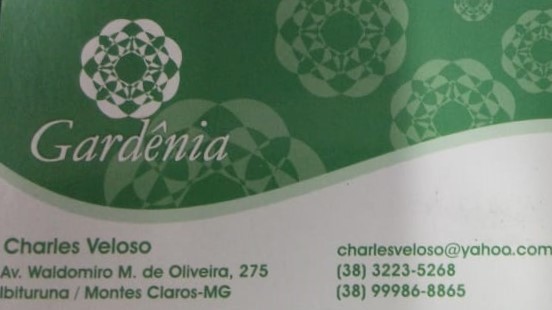 Gardênia
Charles Veloso
Av. Waldomiro M. de Oliveira, 275
Ibituruna / Montes Claros-MG
charlesveloso@yahoo.com
(38) 3223-5268
(38) 99986-8865